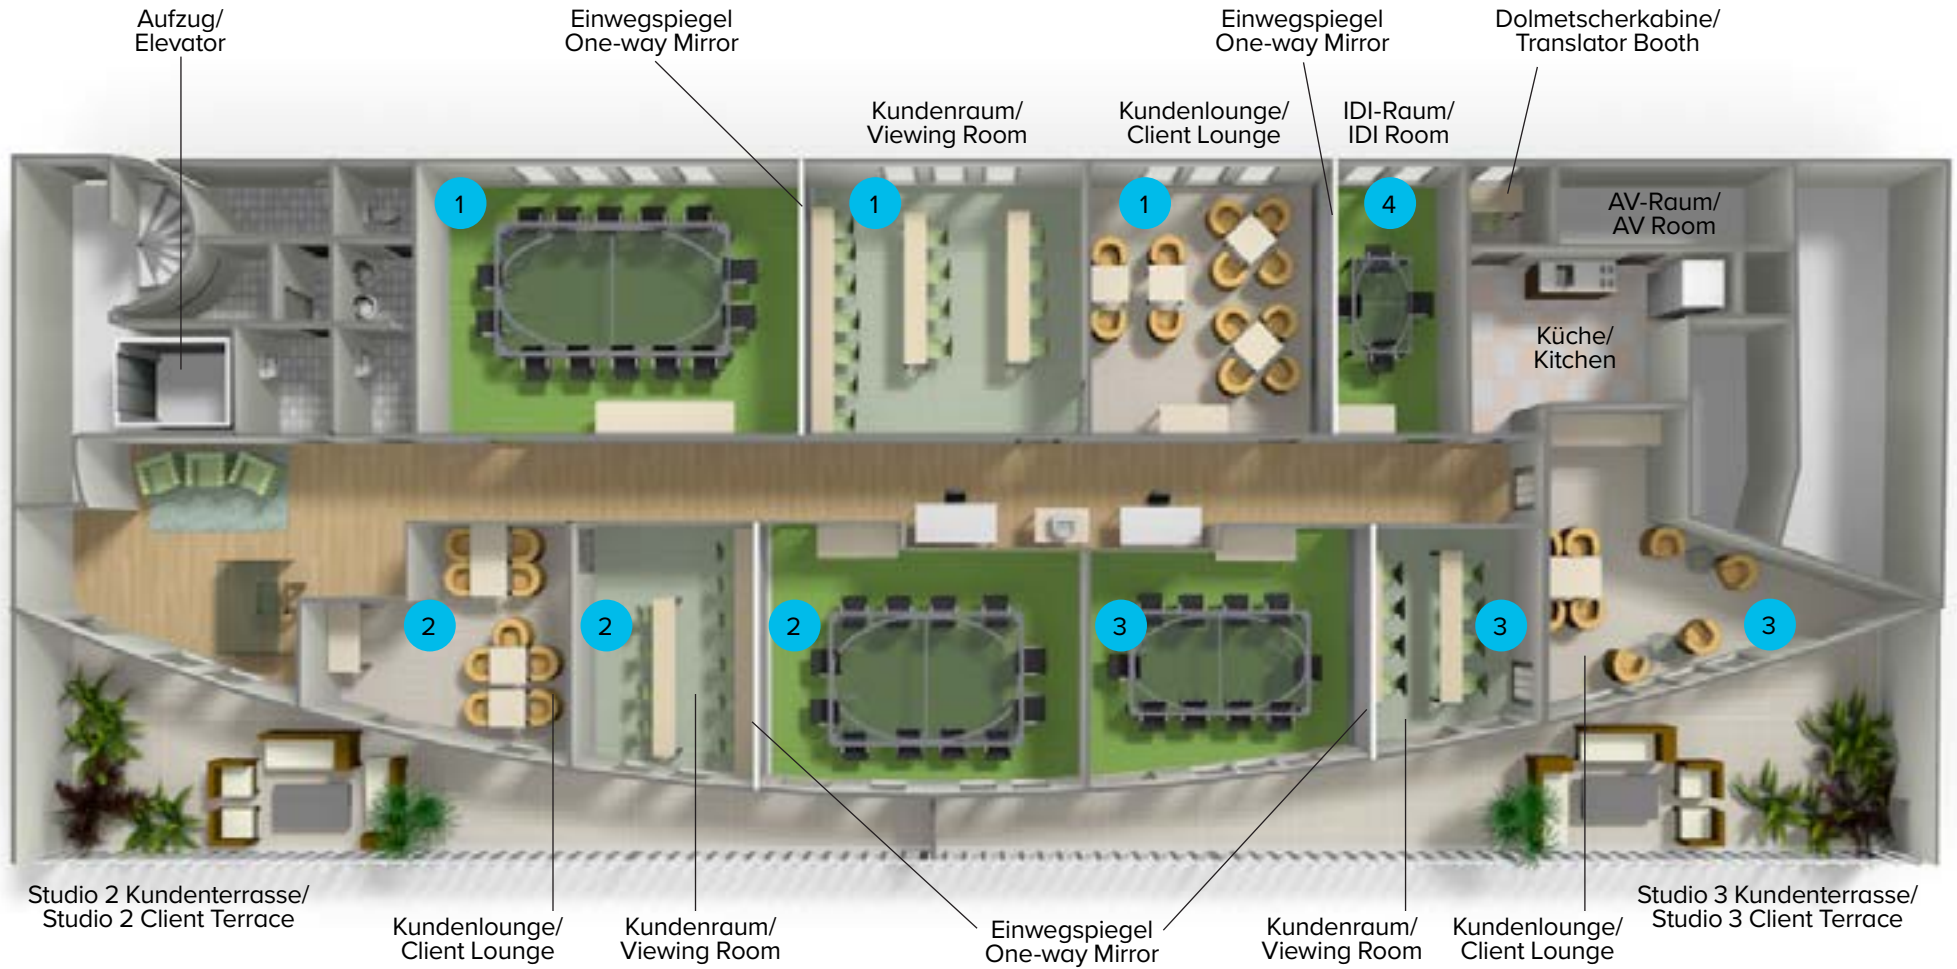 Aufzug/
Elevator
Einwegspiegel
One-way Mirror
Einwegspiegel
One-way Mirror
Dolmetscherkabine/
Translator Booth
Kundenraum/
Viewing Room
Kundenlounge/
Client Lounge
IDI-Raum/
IDI Room
1
1
1
4
AV-Raum/
AV Room
Küche/
Kitchen
2
2
2
3
3
3
Studio 2 Kundenterrasse/
Studio 2 Client Terrace
Kundenlounge/
Client Lounge
Kundenraum/
Viewing Room
Einwegspiegel
One-way Mirror
Kundenraum/
Viewing Room
Kundenlounge/
Client Lounge
Studio 3 Kundenterrasse/
Studio 3 Client Terrace